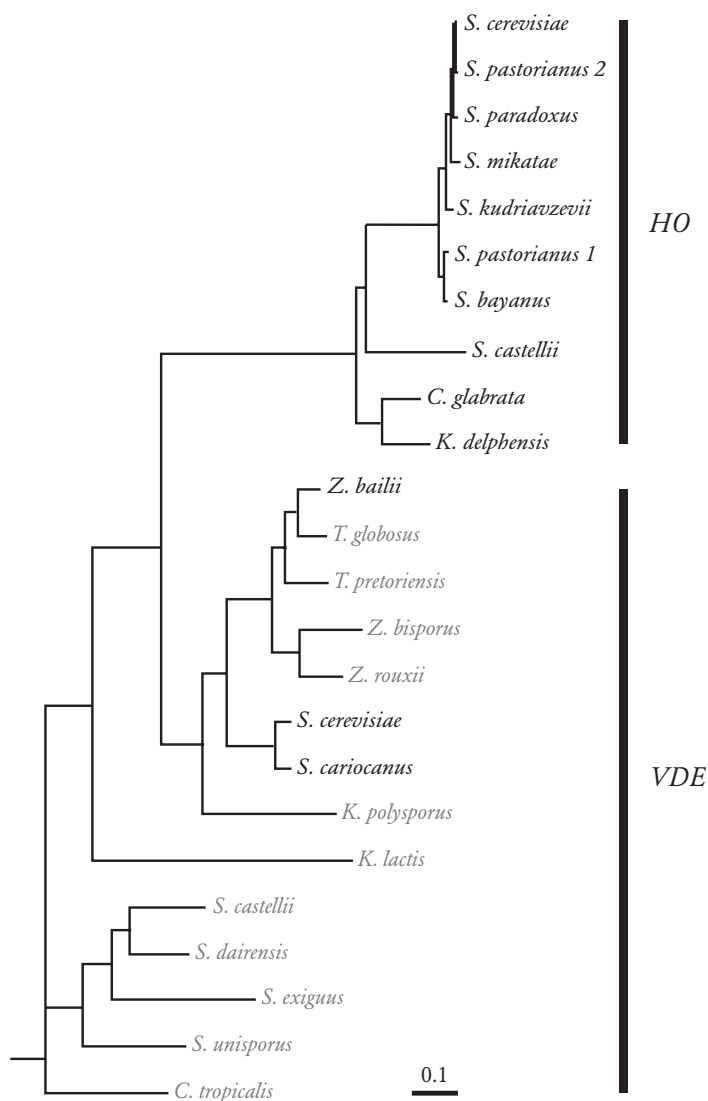 S. cerevisiae
S. pastorianus 2
S. paradoxus
S. mikatae
S. kudriavzevii
HO
S. pastorianus 1
S. bayanus
S. castellii
C. glabrata
K. delphensis
Z. bailii
T. globosus
T. pretoriensis
Z. bisporus
Z. rouxii
S. cerevisiae
S. cariocanus
VDE
K. polysporus
K. lactis
S. castellii
S. dairensis
S. exiguus
S. unisporus
0.1
C. tropicalis